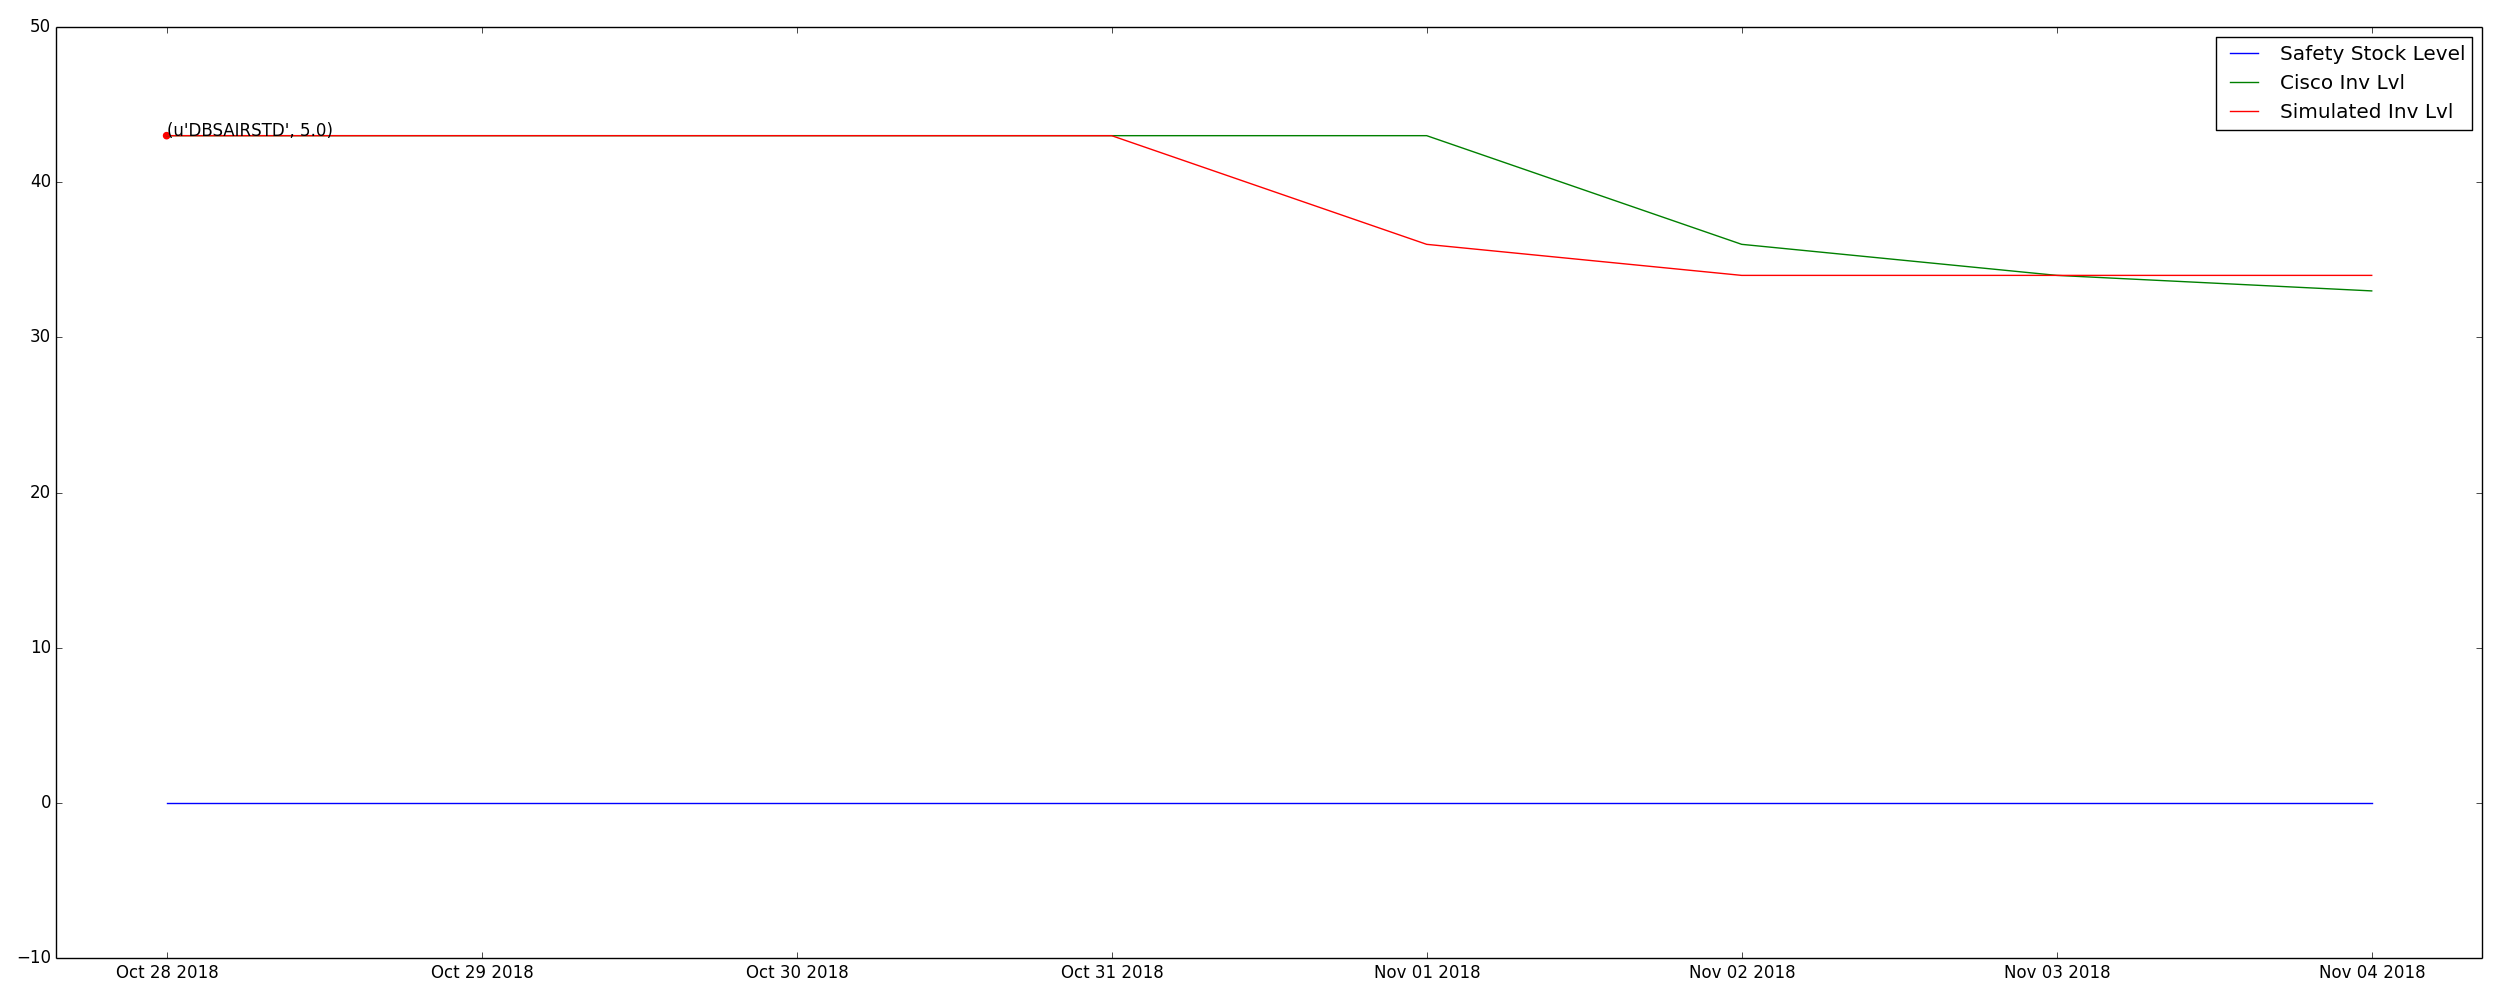 50
Safety Stock Level
Cisco Inv Lvl
Simulated Inv Lvl
(u'DBSAIRSTD', 5.0)
40
30
20
10
0
−10
Oct 28 2018 Oct 29 2018 Oct 30 2018 Oct 31 2018 Nov 01 2018 Nov 02 2018 Nov 03 2018 Nov 04 2018